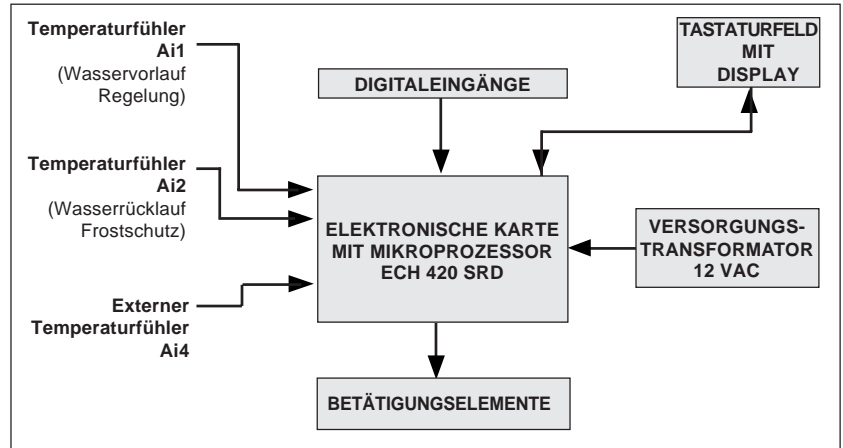 Temperaturfühler
Ai1
(Wasservorlauf
Regelung)
DIGITALEINGÄNGE
TASTATURFELD
MIT
DISPLAY
Temperaturfühler
Ai2
(Wasserrücklauf
Frostschutz)
ELEKTRONISCHE KARTE
MIT MIKROPROZESSOR
ECH 420 SRD
VERSORGUNGS-
TRANSFORMATOR
12 VAC
Externer
Temperaturfühler
Ai4
BETÄTIGUNGSELEMENTE